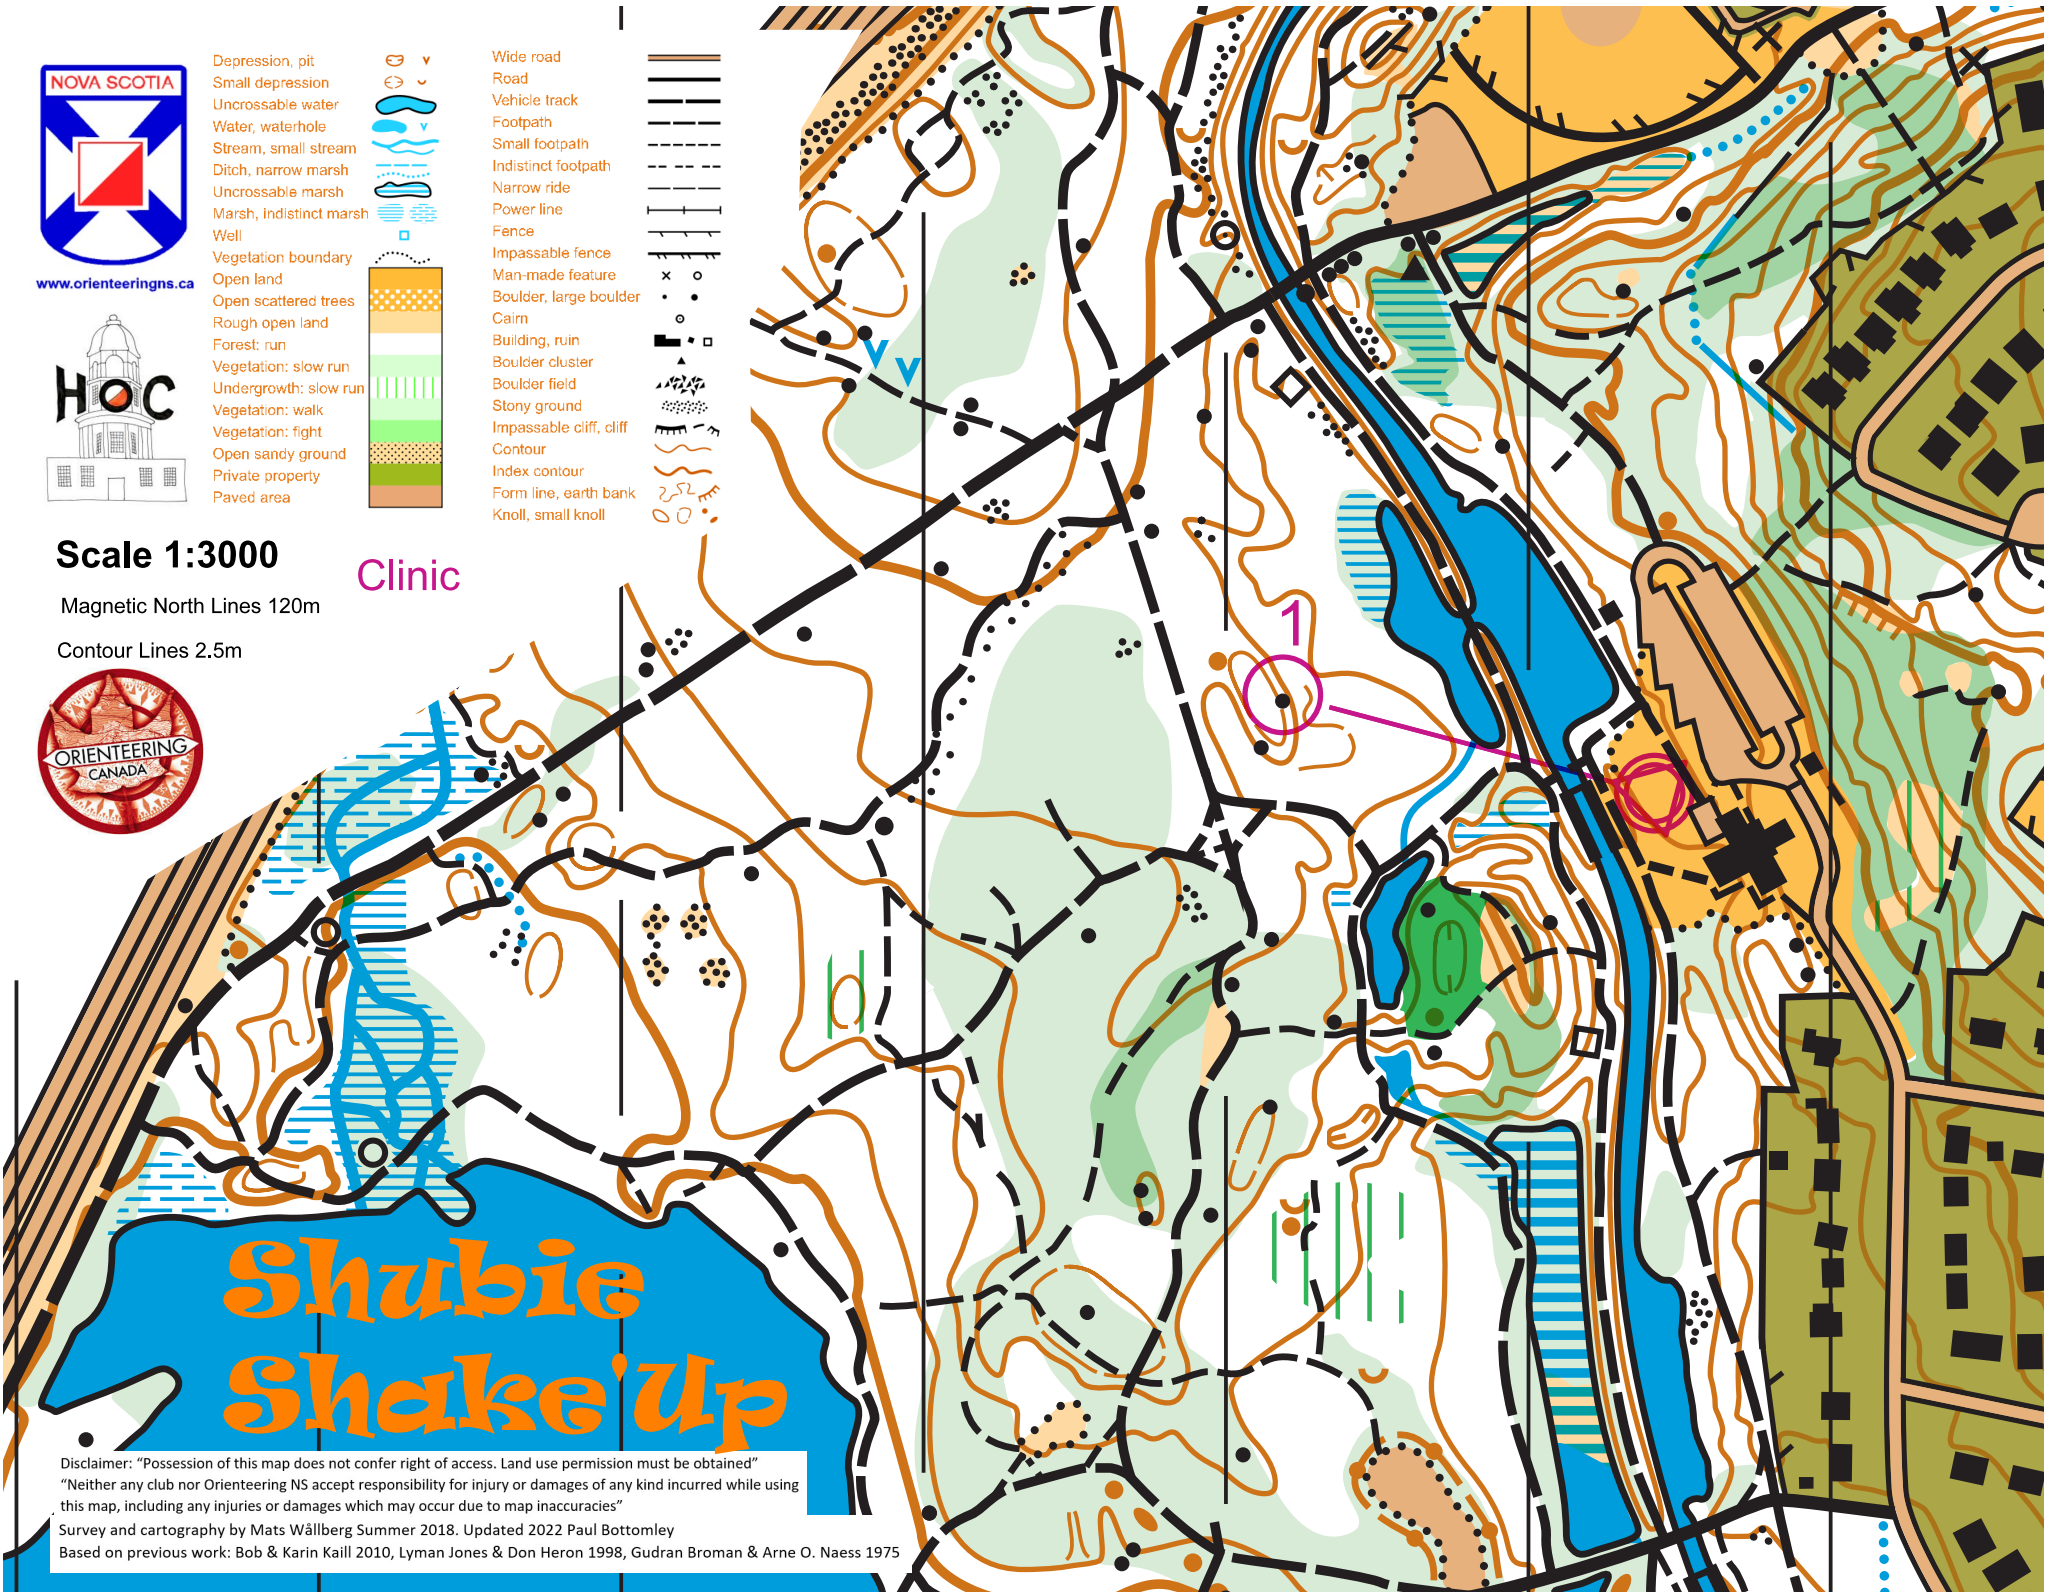 NOVA SCOTIA
www.orienteeringns.ca
HOC
Depression, pit
Small depression
Uncrossable water
Water, waterhole
Stream, small stream
Ditch, narrow marsh
Uncrossable marsh
Marsh, indistinct marsh
Well
Vegetation boundary
Open land
Open scattered trees
Rough open land
Forest: run
Vegetation: slow run
Undergrowth: slow run
Vegetation: walk
Vegetation: fight
Open sandy ground
Private property
Paved area
Wide road
Road
Vehicle track
Footpath
Small footpath
Indistinct footpath
Narrow ride
Power line
Fence
Impassable fence
Man-made feature
Boulder, large boulder
Cairn
Building, ruin
Boulder cluster
Boulder field
Stony ground
Impassable cliff, cliff
Contour
Index contour
Form line, earth bank
Knoll, small knoll
Scale 1:3000
Clinic
Magnetic North Lines 120m
Contour Lines 2.5m
ORIENTEERING
CANADA
1
Shubie
Shake'Up
Disclaimer: “Possession of this map does not confer right of access. Land use permission must be obtained”
“Neither any club nor Orienteering NS accept responsibility for injury or damages of any kind incurred while using
this map, including any injuries or damages which may occur due to map inaccuracies”
Survey and cartography by Mats Wållberg Summer 2018. Updated 2022 Paul Bottomley
Based on previous work: Bob & Karin Kaill 2010, Lyman Jones & Don Heron 1998, Gudran Broman & Arne O. Naess 1975